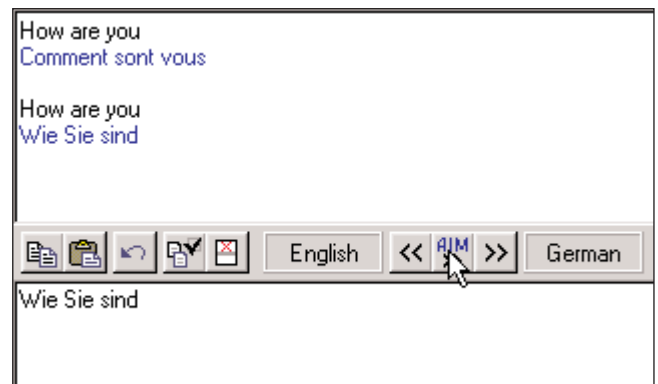 How are you
Comment sont vous
How are you
Wie Sie sind
English << AIM >> German
Wie Sie sind